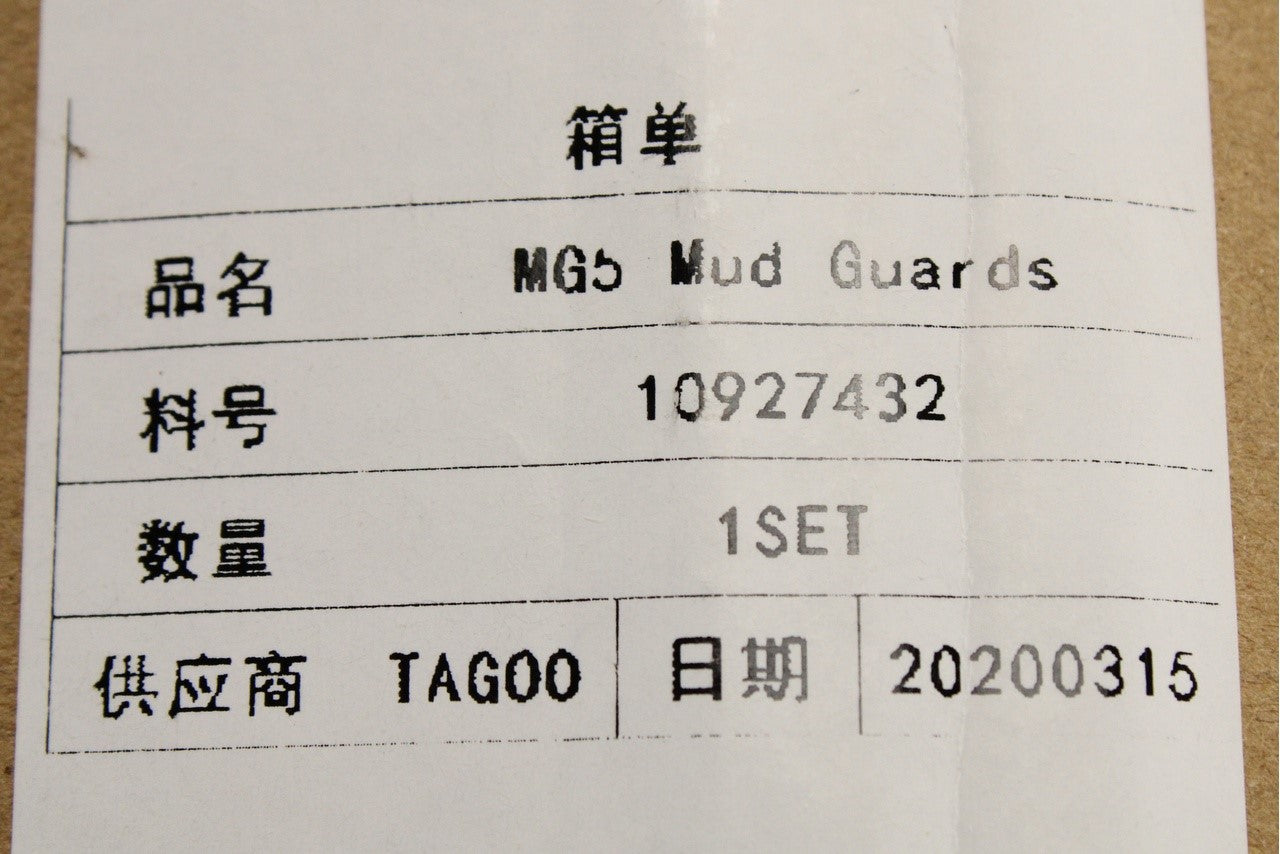 箱单
品名 MG5 Mud Guards
料号 10927432
数量 1SET
供应商 TAGOO 日期 20200315